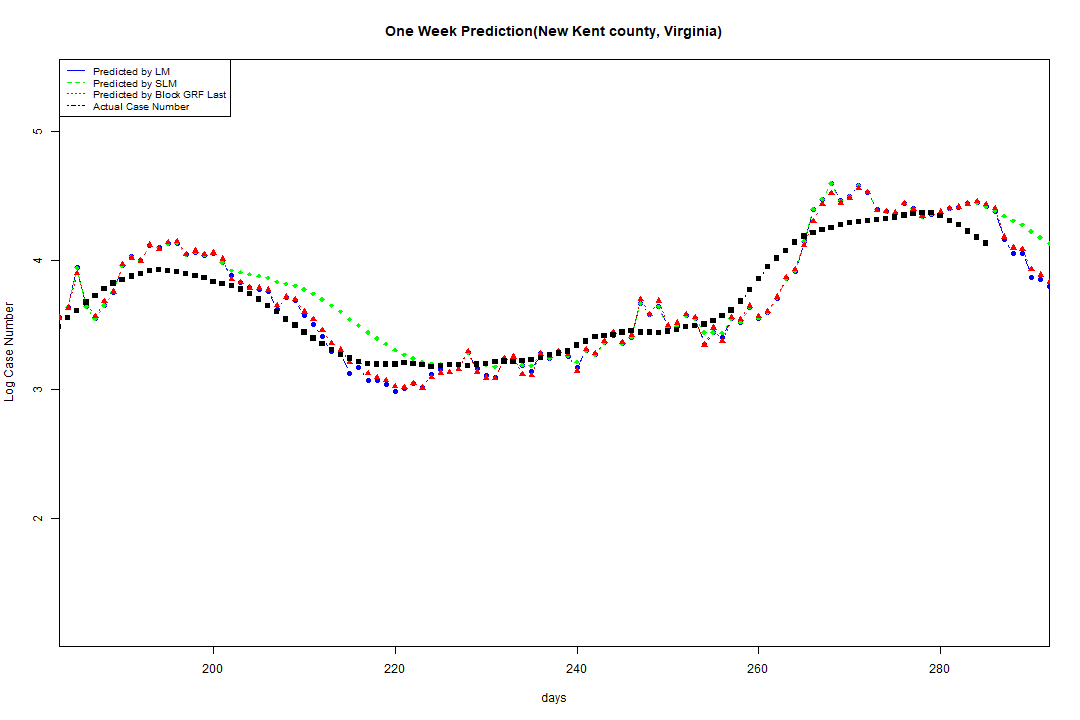 One Week Prediction(New Kent county, Virginia)
Predicted by LM
Predicted by SLM
Predicted by Block GRF Last
Actual Case Number
5
4
3
2
Log Case Number
200 220 240 260 280
days